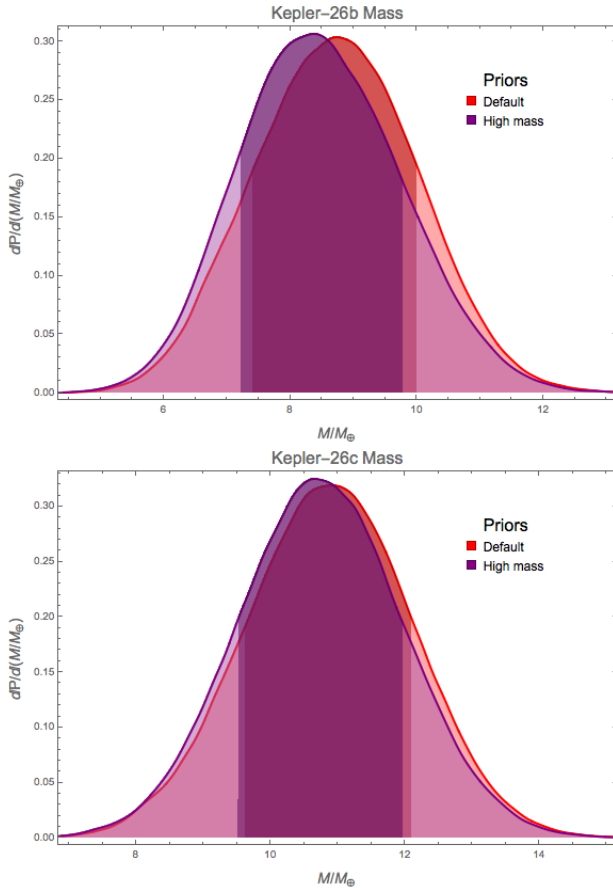 Kepler−26b Mass
Priors
Default
High mass
0.30
0.25
0.20
0.15
0.10
0.05
0.00
dP/d(M/M⊕)
6 8 10 12
M/M⊕
Kepler−26c Mass
Priors
Default
High mass
0.30
0.25
0.20
0.15
0.10
0.05
0.00
dP/d(M/M⊕)
8 10 12 14
M/M⊕